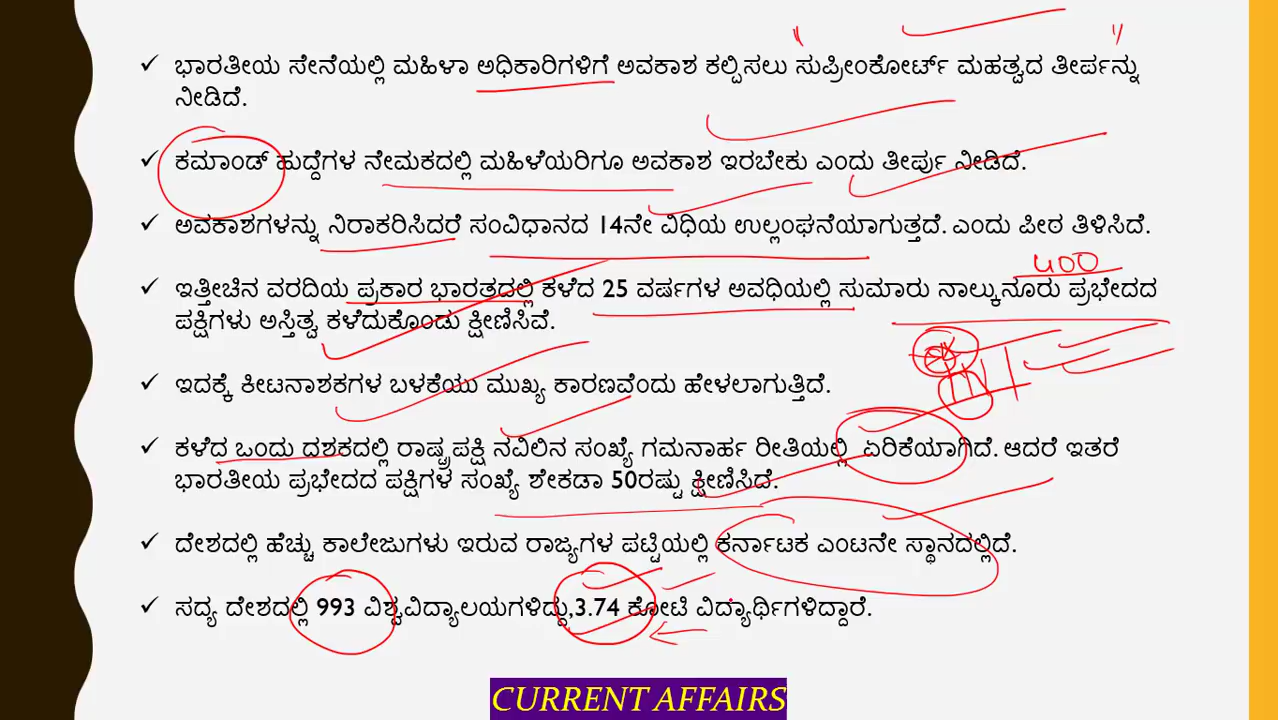 ✓ ಭಾರತೀಯ ಸೇನೆಯಲ್ಲಿ ಮಹಿಳಾ ಅಧಿಕಾರಿಗಳಿಗೆ ಅವಕಾಶ ಕಲ್ಪಿಸಲು ಸುಪ್ರೀಂಕೋರ್ಟ್ ಮಹತ್ವದ ತೀರ್ಪನ್ನು
ನೀಡಿದೆ.
✓ ಕಮಾಂಡ್ ಹುದ್ದೆಗಳ ನೇಮಕದಲ್ಲಿ ಮಹಿಳೆಯರಿಗೂ ಅವಕಾಶ ಇರಬೇಕು ಎಂದು ತೀರ್ಪು ನೀಡಿದೆ.
✓ ಅವಕಾಶಗಳನ್ನು ನಿರಾಕರಿಸಿದರೆ ಸಂವಿಧಾನದ 14ನೇ ವಿಧಿಯ ಉಲ್ಲಂಘನೆಯಾಗುತ್ತದೆ. ಎಂದು ಪೀಠ ತಿಳಿಸಿದೆ.
400
✓ ಇತ್ತೀಚಿನ ವರದಿಯ ಪ್ರಕಾರ ಭಾರತದಲ್ಲಿ ಕಳೆದ 25 ವರ್ಷಗಳ ಅವಧಿಯಲ್ಲಿ ಸುಮಾರು ನಾಲ್ಕುನೂರು ಪ್ರಭೇದದ
ಪಕ್ಷಿಗಳು ಅಸ್ತಿತ್ವ ಕಳೆದುಕೊಂಡು ಕ್ಷೀಣಿಸಿವೆ.
✓ ಇದಕ್ಕೆ ಕೀಟನಾಶಕಗಳ ಬಳಕೆಯು ಮುಖ್ಯ ಕಾರಣವೆಂದು ಹೇಳಲಾಗುತ್ತಿದೆ.
✓ ಕಳೆದ ಒಂದು ದಶಕದಲ್ಲಿ ರಾಷ್ಟ್ರಪಕ್ಷಿ ನವಿಲಿನ ಸಂಖ್ಯೆ ಗಮನಾರ್ಹ ರೀತಿಯಲ್ಲಿ ಏರಿಕೆಯಾಗಿದೆ. ಆದರೆ ಇತರೆ
ಭಾರತೀಯ ಪ್ರಭೇದದ ಪಕ್ಷಿಗಳ ಸಂಖ್ಯೆ ಶೇಕಡಾ 50ರಷ್ಟು ಕ್ಷೀಣಿಸಿದೆ.
✓ ದೇಶದಲ್ಲಿ ಹೆಚ್ಚು ಕಾಲೇಜುಗಳು ಇರುವ ರಾಜ್ಯಗಳ ಪಟ್ಟಿಯಲ್ಲಿ ಕರ್ನಾಟಕ ಎಂಟನೇ ಸ್ಥಾನದಲ್ಲಿದೆ.
✓ ಸದ್ಯ ದೇಶದಲ್ಲಿ 993 ವಿಶ್ವವಿದ್ಯಾಲಯಗಳಿದ್ದು,3.74 ಕೋಟಿ ವಿದ್ಯಾರ್ಥಿಗಳಿದ್ದಾರೆ.
CURRENT AFFAIRS